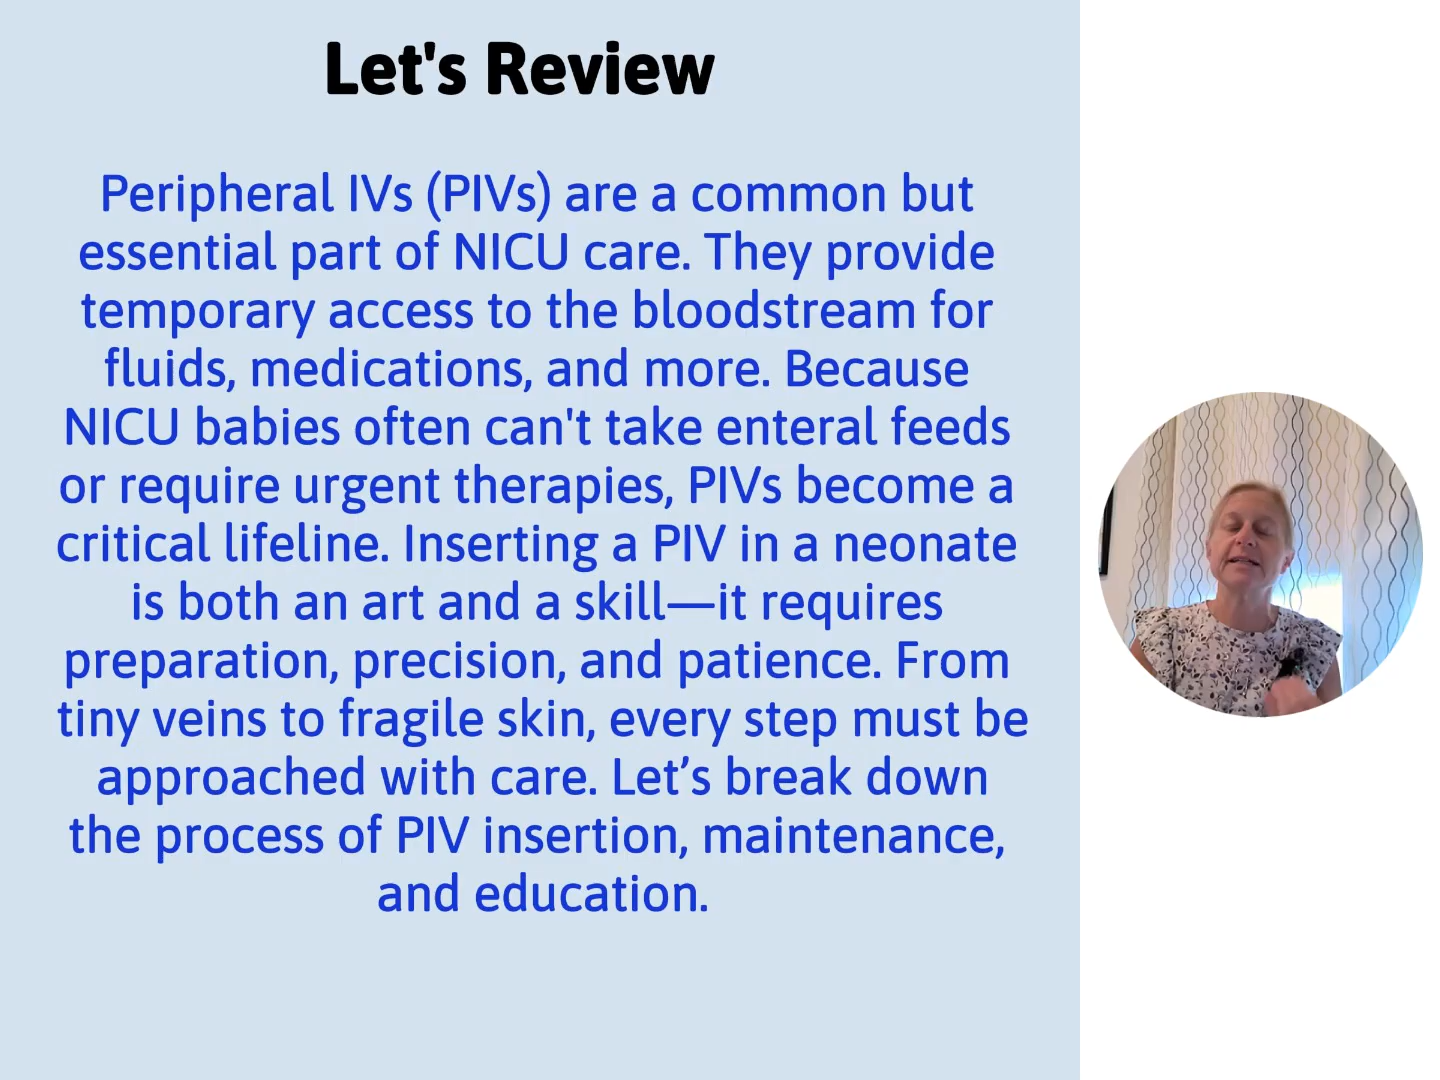 Let's Review
Peripheral IVs (PIVs) are a common but
essential part of NICU care. They provide
temporary access to the bloodstream for
fluids, medications, and more. Because
NICU babies often can't take enteral feeds
or require urgent therapies, PIVs become a
critical lifeline. Inserting a PIV in a neonate
is both an art and a skill—it requires
preparation, precision, and patience. From
tiny veins to fragile skin, every step must be
approached with care. Let’s break down
the process of PIV insertion, maintenance,
and education.